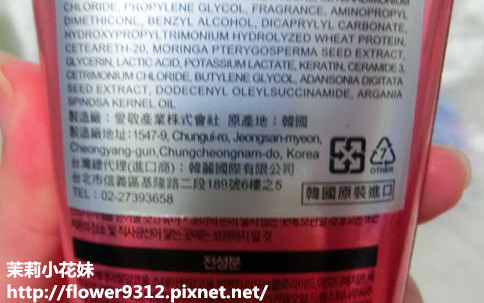 CHLORIDE, PROPYLENE GLYCOL, FRAGRANCE, AMINOPROPYL
DIMETHICONE, BENZYL ALCOHOL, DICAPRYLYL CARBONATE,
HYDROXYPROPYLTRIMONIUM HYDROLYZED WHEAT PROTEIN,
CETEARETH-20, MORINGA PTERYGOSPERMA SEED EXTRACT,
GLYCERIN, LACTIC ACID, POTASSIUM LACTATE, KERATIN, CERAMIDE 3,
CETRIMONIUM CHLORIDE, BUTYLENE GLYCOL, ADANSONIA DIGITATA
SEED EXTRACT, DODECENYL OLEYLSUCCINAMIDE, ARGANIA
SPINOSA KERNEL OIL
製造廠：愛敬產業株式會社 原產地：韓國
製造廠地址:1547-9, Chungui-ro, Jeongsan-myeon,
Cheongyang-gun,Chungcheongnam-do, Korea
台灣總代理(進口商)：韓麗國際有限公司
台北市信義區基隆路二段189號6樓之5
TEL：02-27393658
OTHER
韓國原裝進口
전성분
茉莉小花妹
http://flower9312.pixnet.net/